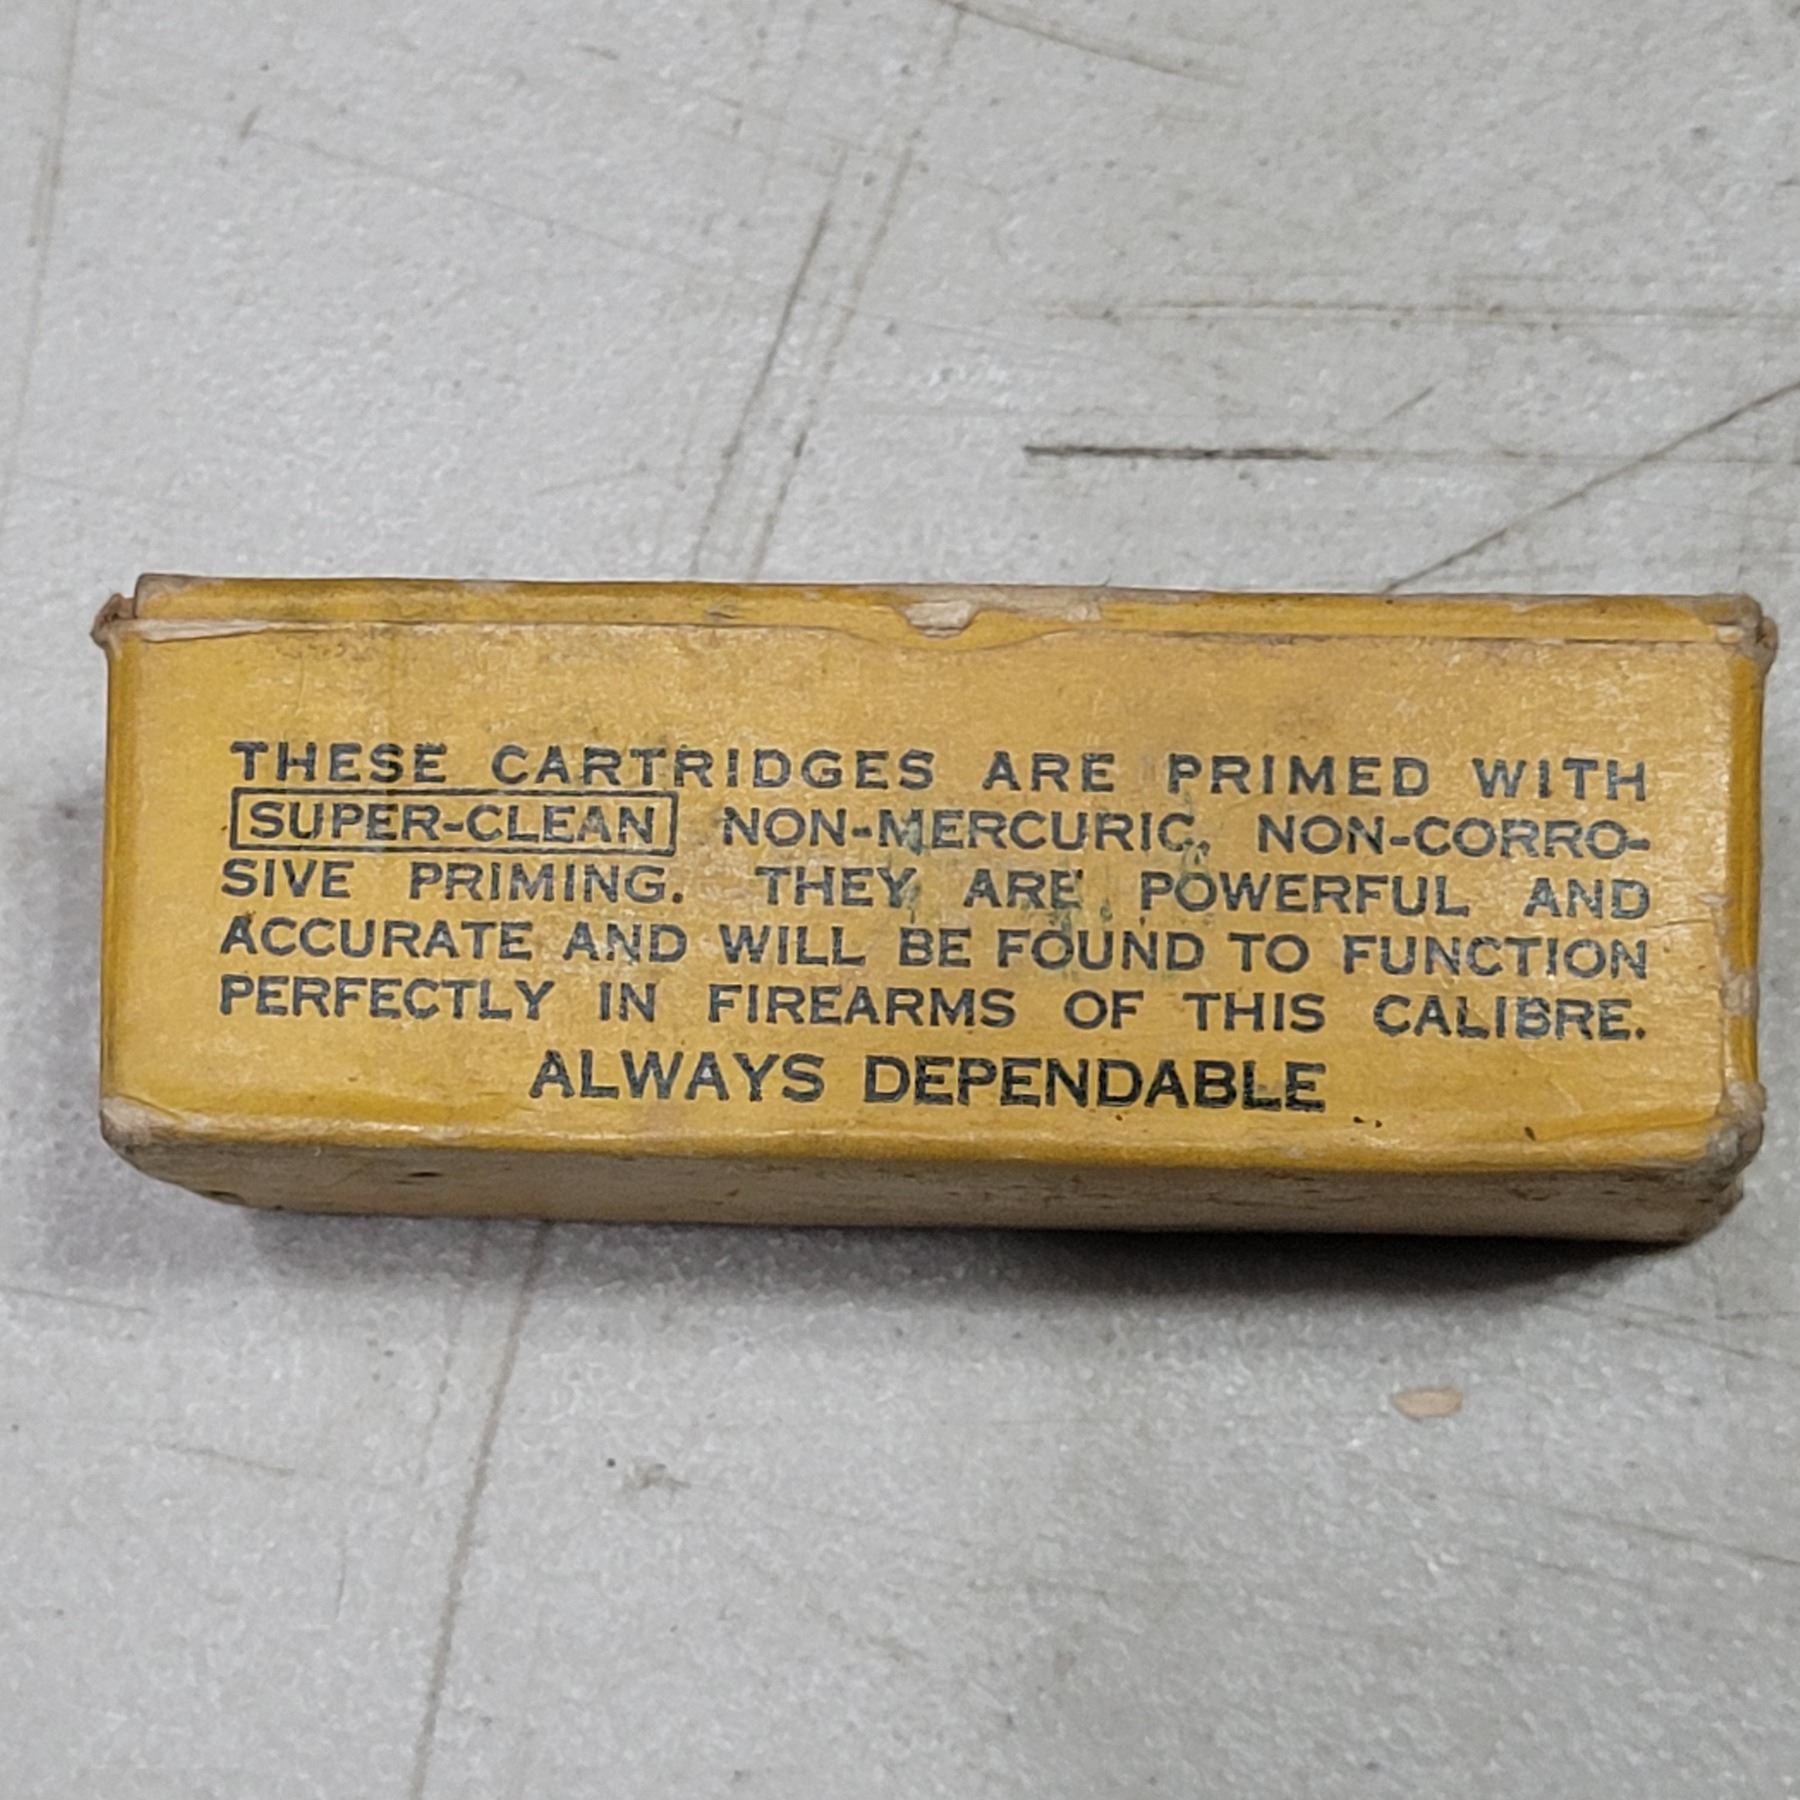 THESE CARTRIDGES ARE PRIMED WITH
SUPER-CLEAN NON-MERCURIC, NON-CORRO-
SIVE PRIMING. THEY ARE POWERFUL AND
ACCURATE AND WILL BE FOUND TO FUNCTION
PERFECTLY IN FIREARMS OF THIS CALIBRE.
ALWAYS DEPENDABLE